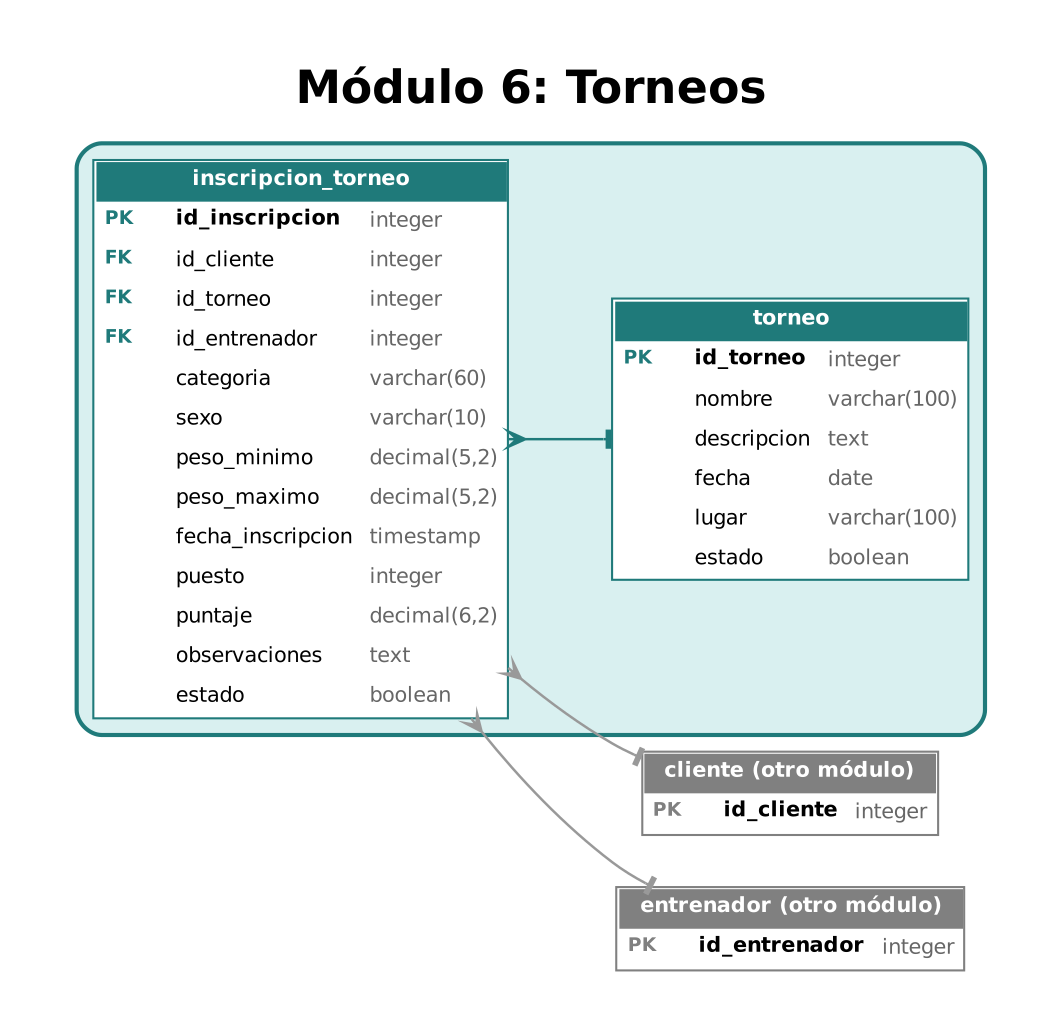 Módulo 6: Torneos
inscripcion_torneo
PK id_inscripcion integer
FK id_cliente integer
FK id_torneo integer
FK id_entrenador integer
categoria varchar(60)
sexo varchar(10)
peso_minimo decimal(5,2)
peso_maximo decimal(5,2)
fecha_inscripcion timestamp
puesto integer
puntaje decimal(6,2)
observaciones text
estado boolean
torneo
PK id_torneo integer
nombre varchar(100)
descripcion text
fecha date
lugar varchar(100)
estado boolean
cliente (otro módulo)
PK id_cliente integer
entrenador (otro módulo)
PK id_entrenador integer